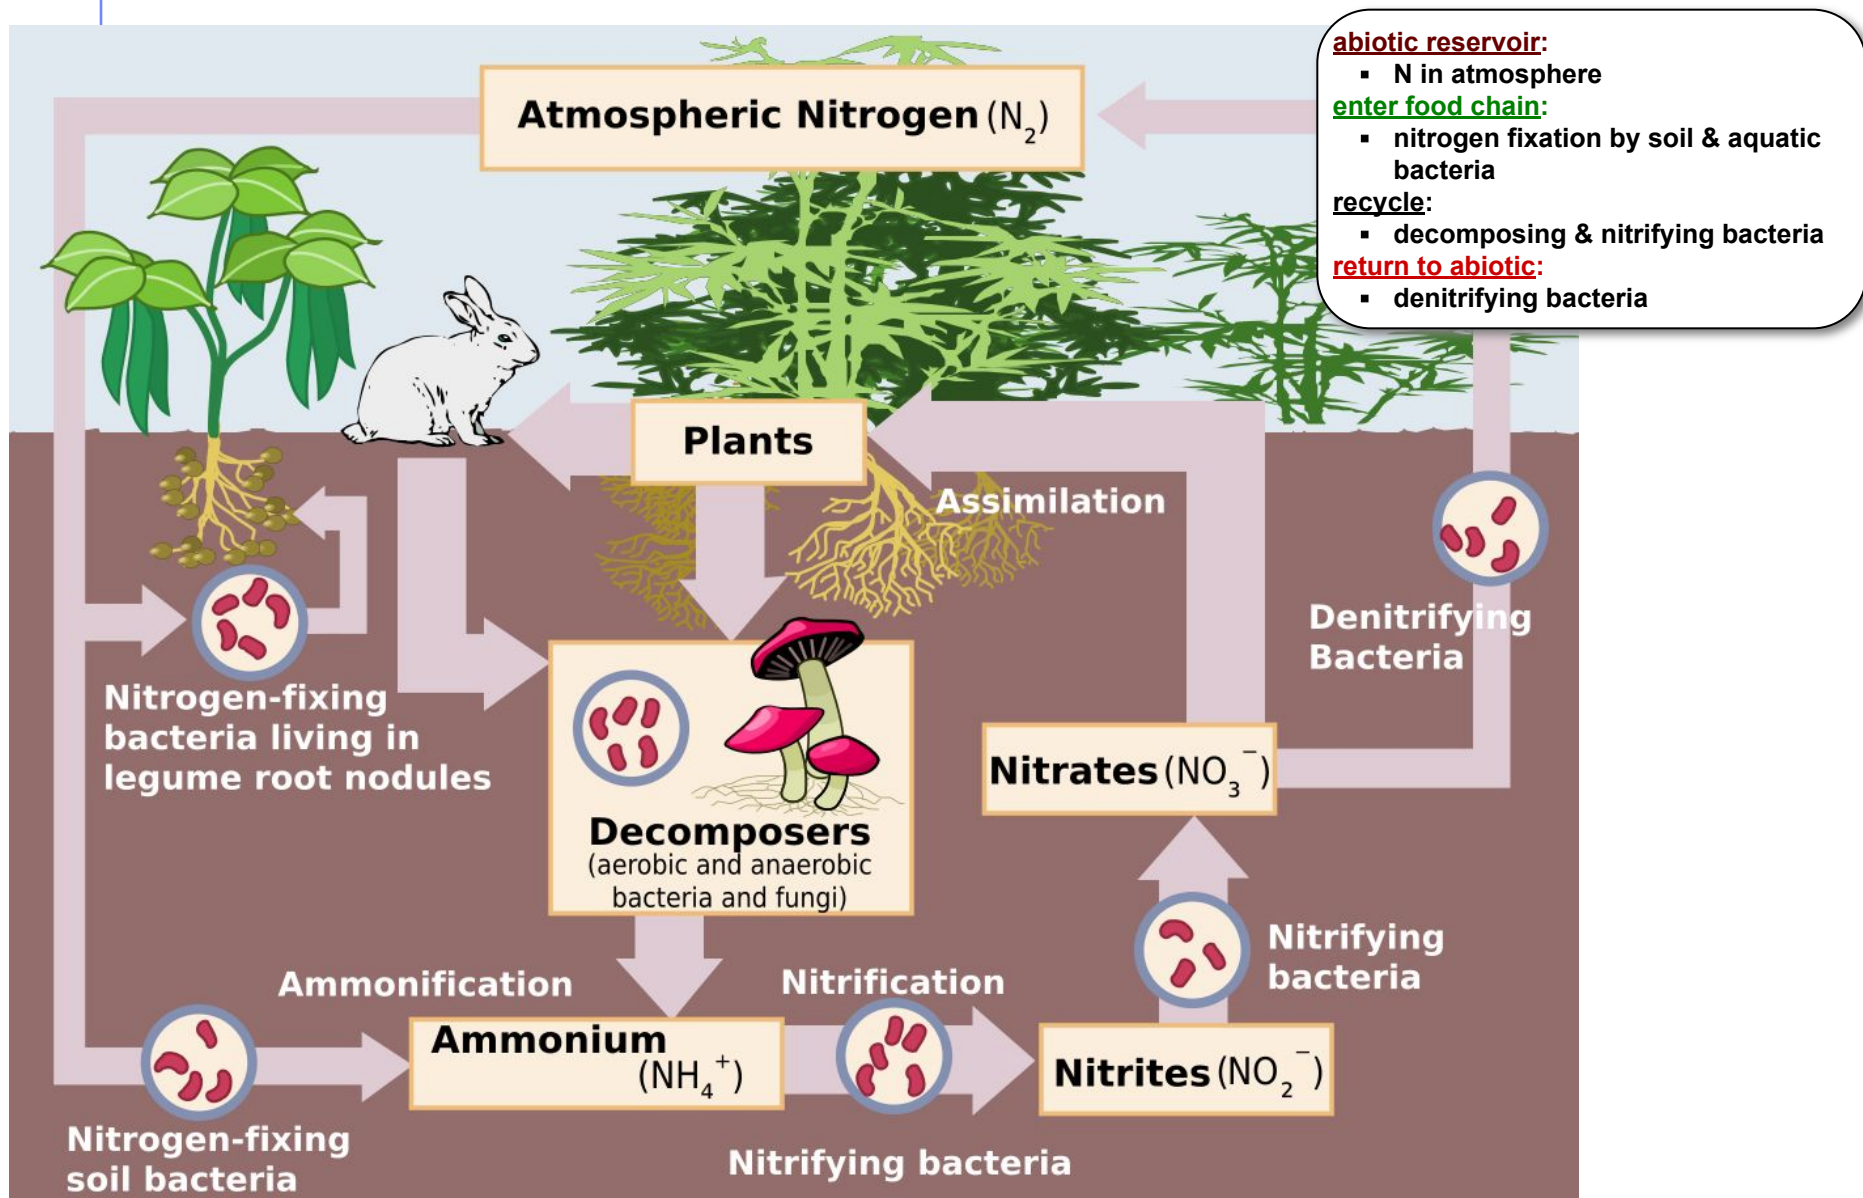 abiotic reservoir:
▪ N in atmosphere
enter food chain:
▪ nitrogen fixation by soil & aquatic
bacteria
recycle:
▪ decomposing & nitrifying bacteria
return to abiotic:
▪ denitrifying bacteria
Atmospheric Nitrogen (N₂)
Plants
Assimilation
Denitrifying
Bacteria
Nitrogen-fixing
bacteria living in
legume root nodules
Nitrates (NO₃⁻)
Decomposers
(aerobic and anaerobic
bacteria and fungi)
Nitrifying
bacteria
Ammonification
Nitrification
Ammonium
(NH₄⁺)
Nitrites (NO₂⁻)
Nitrogen-fixing
soil bacteria
Nitrifying bacteria